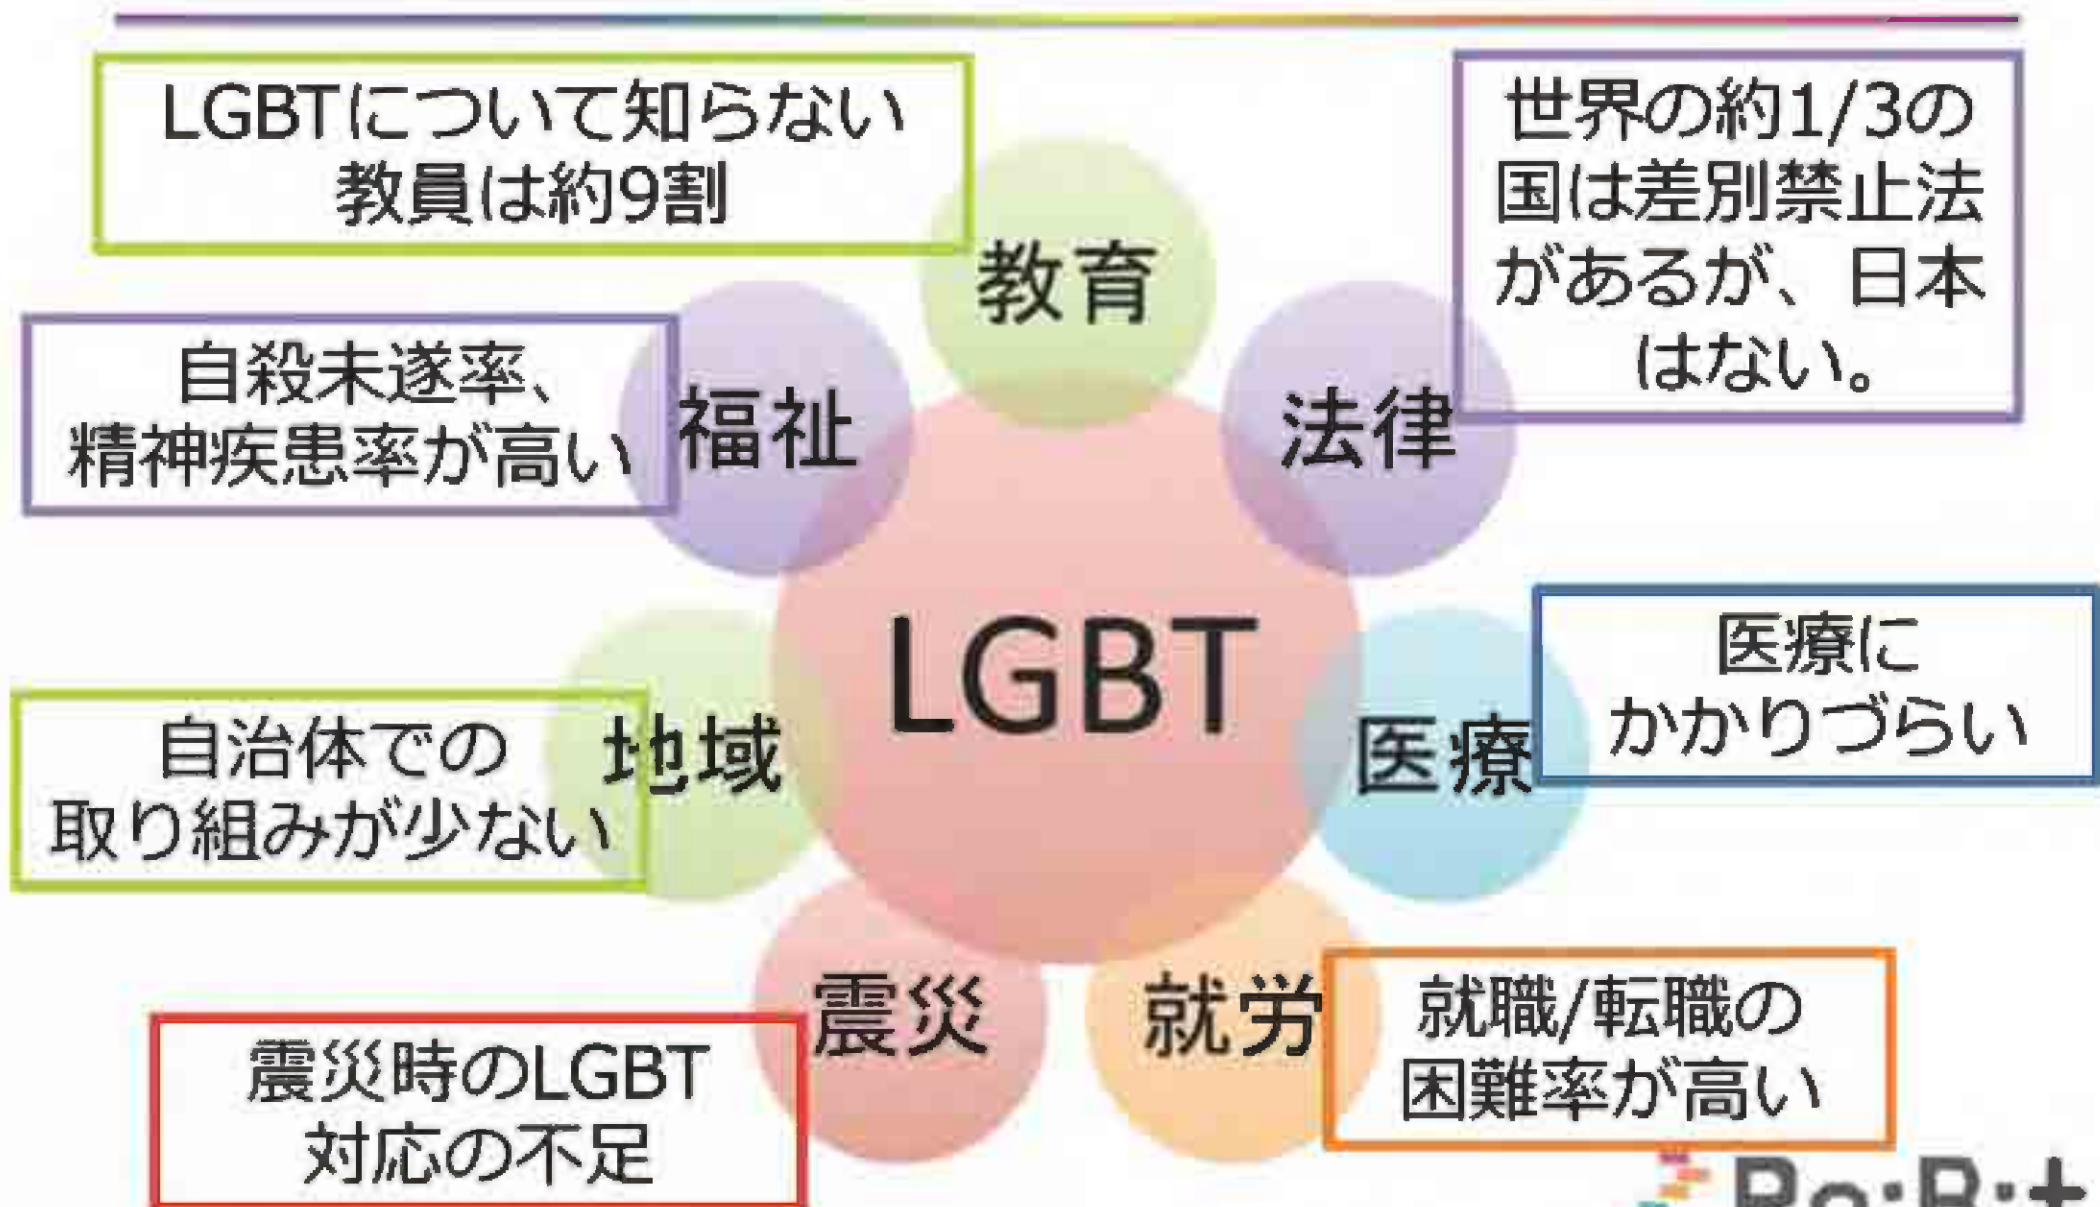 LGBTについて知らない
教員は約9割
教育
世界の約1/3の
国は差別禁止法
があるが、日本
はない。
法律
自殺未遂率、
精神疾患率が高い
福祉
LGBT
医療に
かかりづらい
医療
自治体での
取り組みが少ない
地域
震災
震災時のLGBT
対応の不足
就労
就職/転職の
困難率が高い
Re:Bit